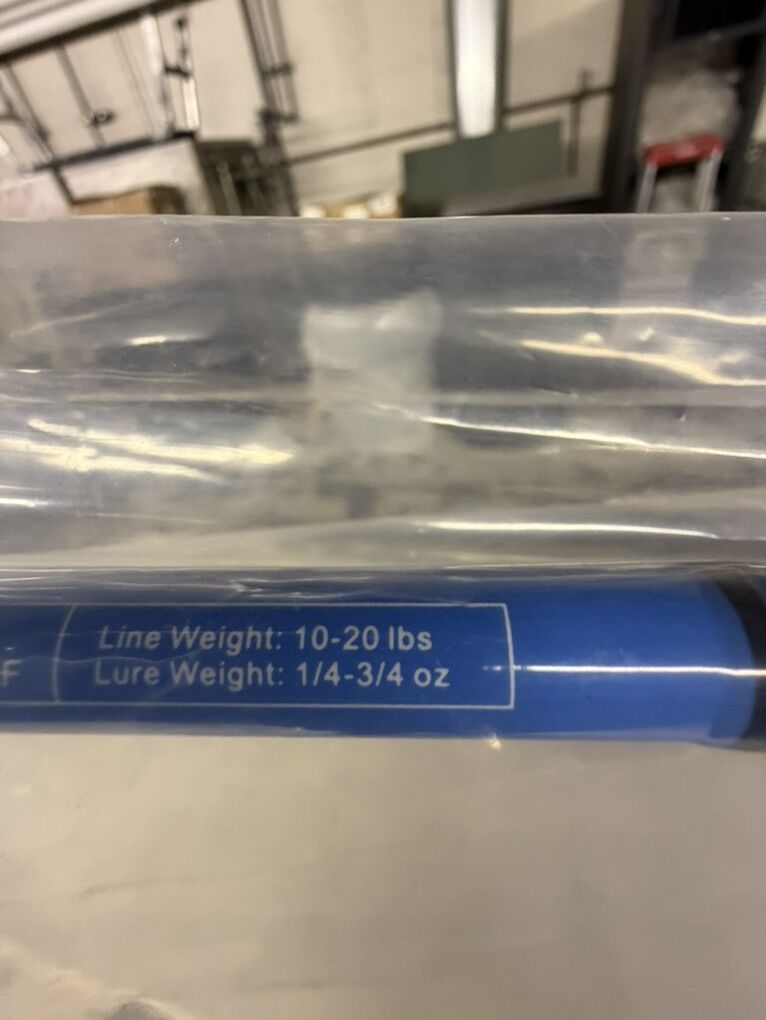 F
Line Weight: 10-20 lbs
Lure Weight: 1/4-3/4 oz